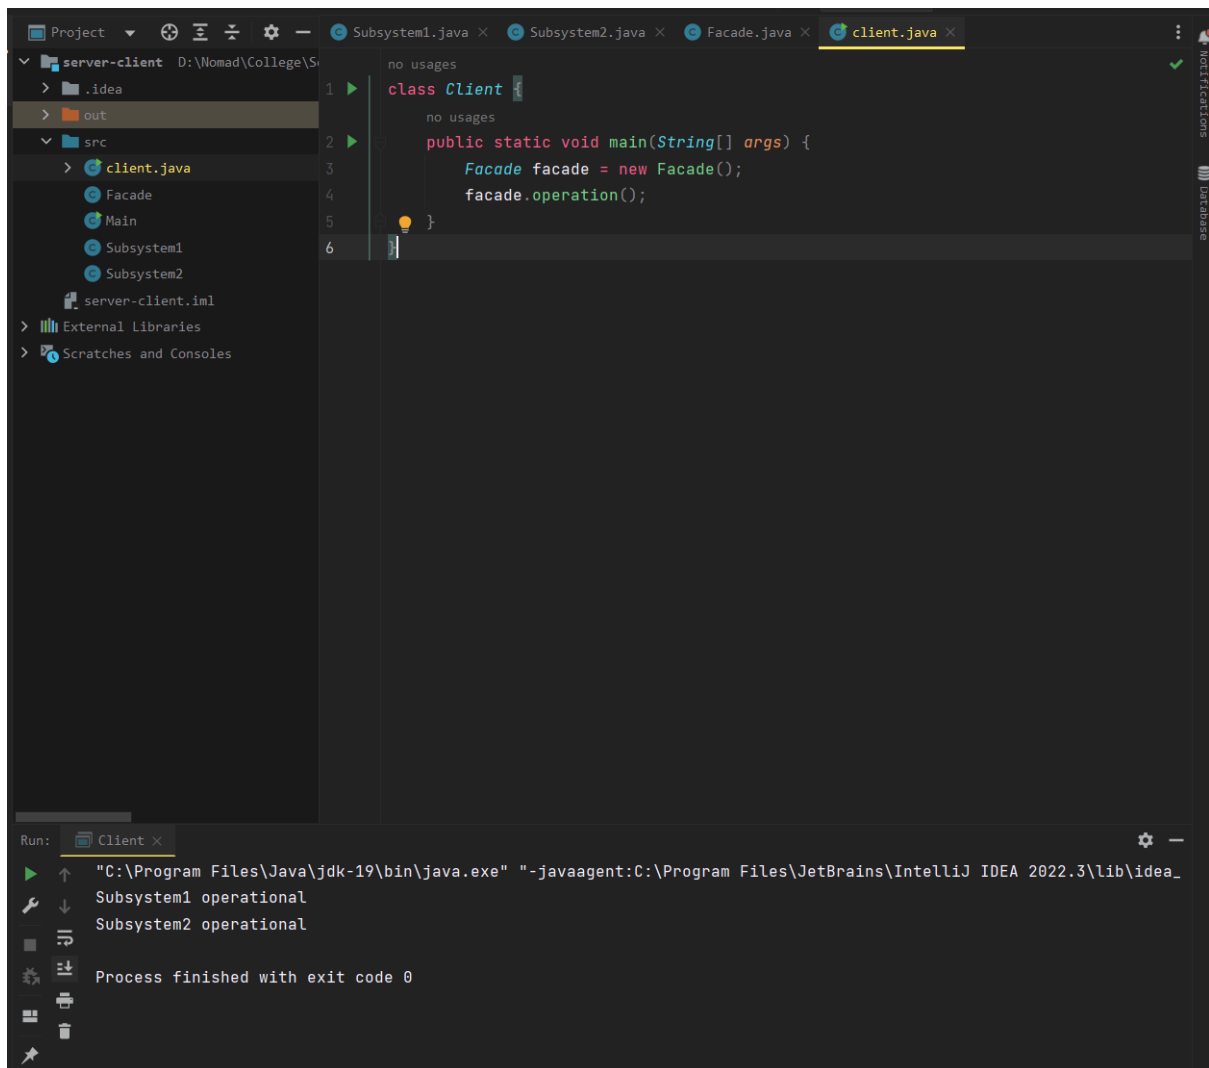 Project
Subsystem1.java
Subsystem2.java
Facade.java
client.java
server-client D:\Nomad\College\S
.idea
out
src
client.java
Facade
Main
Subsystem1
Subsystem2
server-client.iml
External Libraries
Scratches and Consoles
no usages
1 class Client {
no usages
2 public static void main(String[] args) {
3 Facade facade = new Facade();
4 facade.operation();
5 }
6 }
Notifications
Database
Run: Client
"C:\Program Files\Java\jdk-19\bin\java.exe" "-javaagent:C:\Program Files\JetBrains\IntelliJ IDEA 2022.3\lib\idea_
Subsystem1 operational
Subsystem2 operational
Process finished with exit code 0